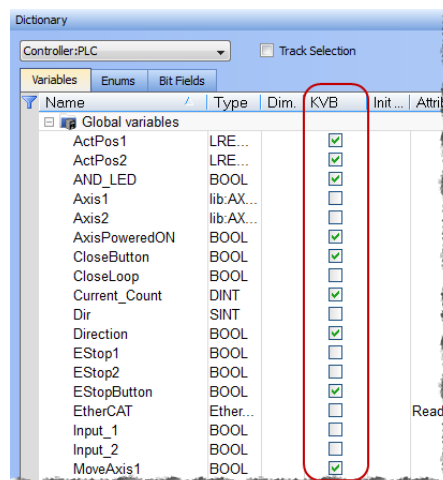 Dictionary
Controller:PLC Track Selection
Variables Enums Bit Fields
Name Type Dim. KVB Init ... Attri
Global variables
ActPos1 LRE...
ActPos2 LRE...
AND_LED BOOL
Axis1 lib:AX...
Axis2 lib:AX...
AxisPoweredON BOOL
CloseButton BOOL
CloseLoop BOOL
Current_Count DINT
Dir SINT
Direction BOOL
EStop1 BOOL
EStop2 BOOL
EStopButton BOOL
EtherCAT Ether... Read
Input_1 BOOL
Input_2 BOOL
MoveAxis1 BOOL